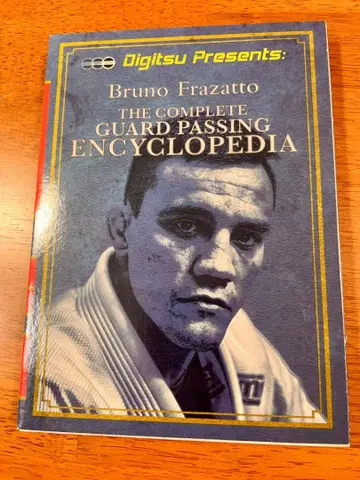 Digitsu Presents:
Bruno Frazatto
THE COMPLETE
GUARD PASSING
ENCYCLOPEDIA